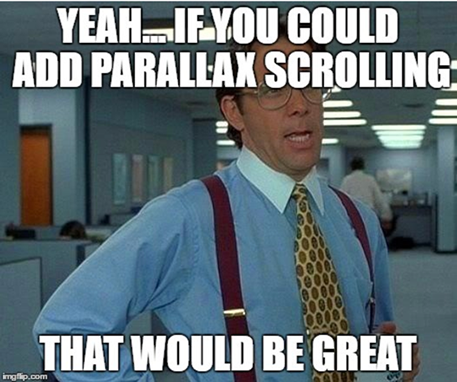 YEAH... IF YOU COULD
ADD PARALLAX SCROLLING
THAT WOULD BE GREAT
imgflip.com